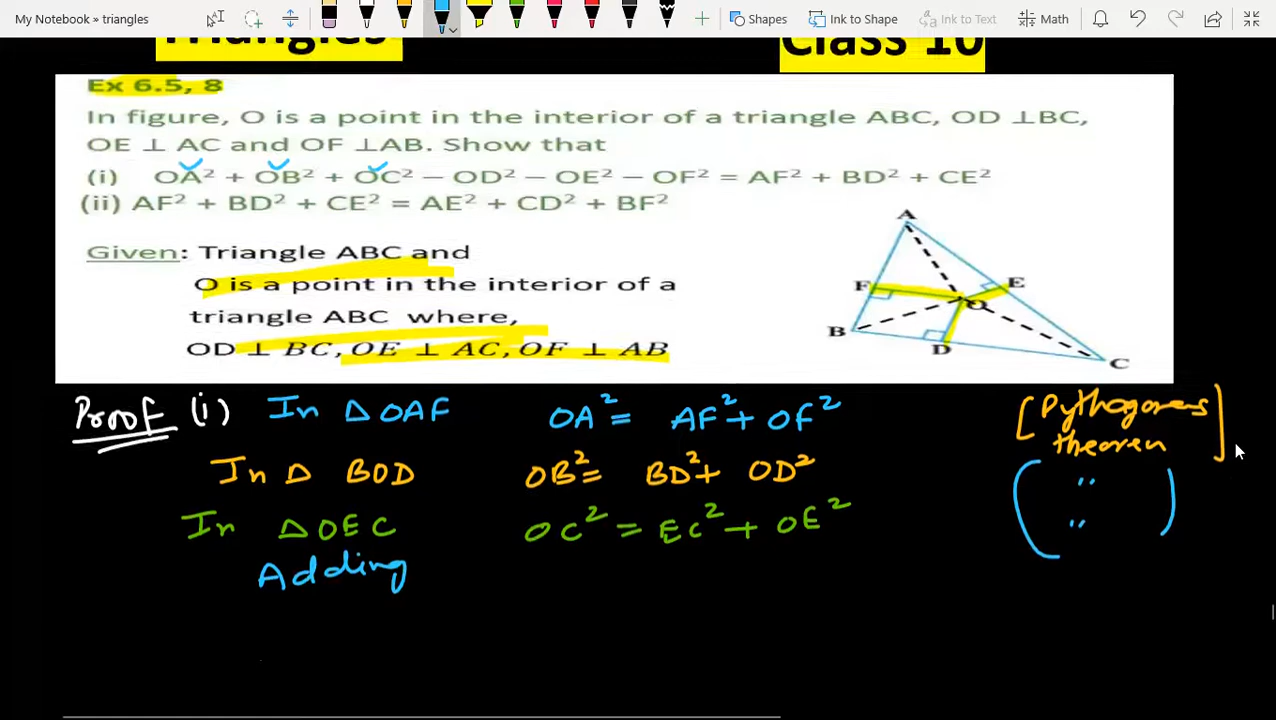 My Notebook » triangles
Shapes Ink to Shape Ink to Text Math
Triangles Class 10
Ex 6.5, 8
In figure, O is a point in the interior of a triangle ABC, OD ⊥BC,
OE ⊥ AC and OF ⊥AB. Show that
(i) OA² + OB² + OC² – OD² – OE² – OF² = AF² + BD² + CE²
(ii) AF² + BD² + CE² = AE² + CD² + BF²
Given: Triangle ABC and
O is a point in the interior of a
triangle ABC where,
OD ⊥ BC, OE ⊥ AC, OF ⊥ AB
A
F E
O
B
D
C
Proof (i) In △OAF OA² = AF² + OF² [Pythagoreus
theoren]
In △ BOD OB² = BD² + OD² ( "
In △OEC OC² = EC² + OE² " )
Adding